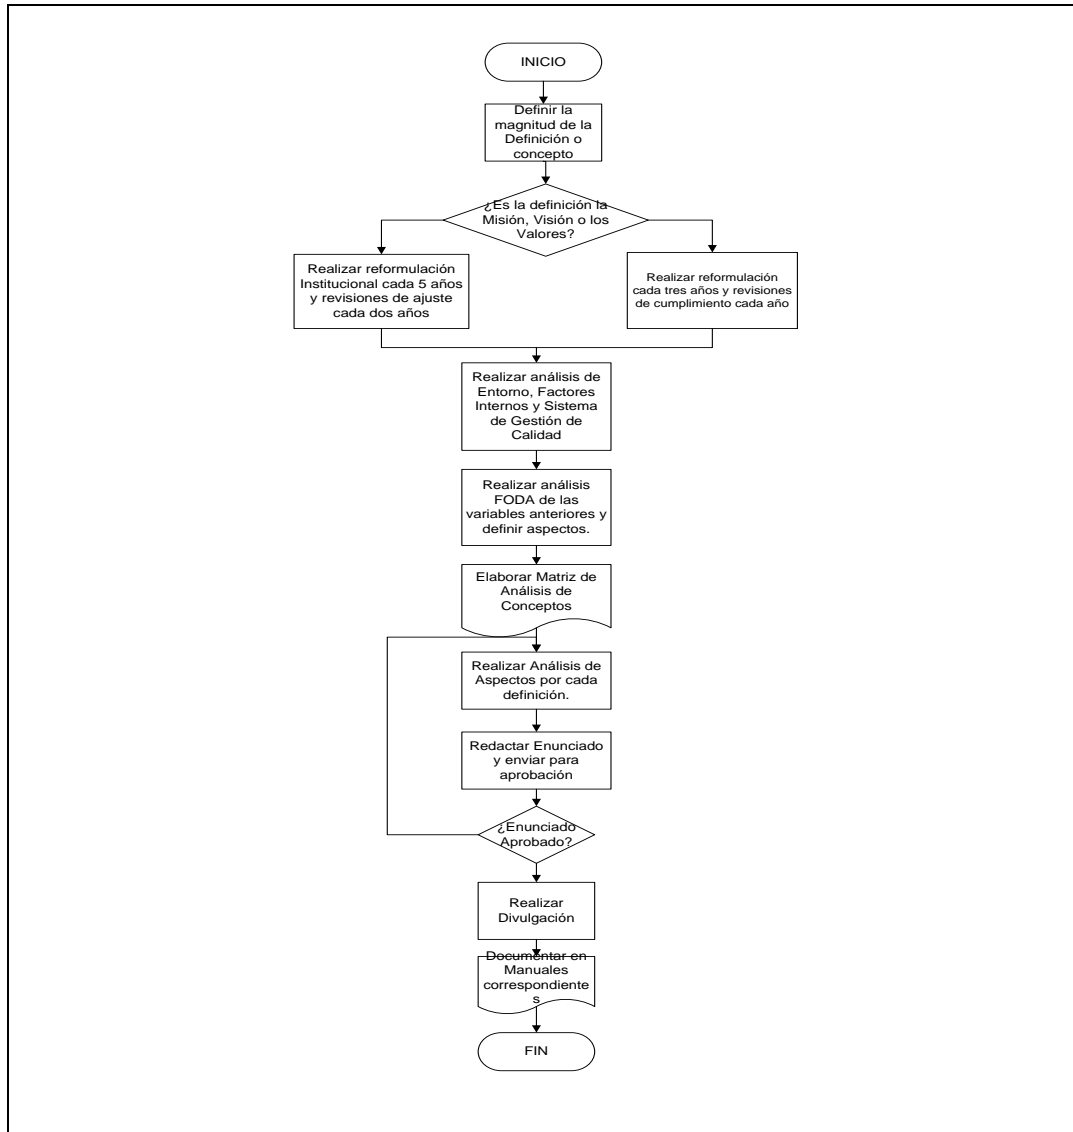 INICIO
Definir la
magnitud de la
Definición o
concepto
¿Es la definición la
Misión, Visión o los
Valores?
Realizar reformulación
Institucional cada 5 años
y revisiones de ajuste
cada dos años
Realizar reformulación
cada tres años y revisiones
de cumplimiento cada año
Realizar análisis de
Entorno, Factores
Internos y Sistema
de Gestión de
Calidad
Realizar análisis
FODA de las
variables anteriores y
definir aspectos.
Elaborar Matriz de
Análisis de
Conceptos
Realizar Análisis de
Aspectos por cada
definición.
Redactar Enunciado
y enviar para
aprobación
¿Enunciado
Aprobado?
Realizar
Divulgación
Documentar en
Manuales
correspondiente
s
FIN